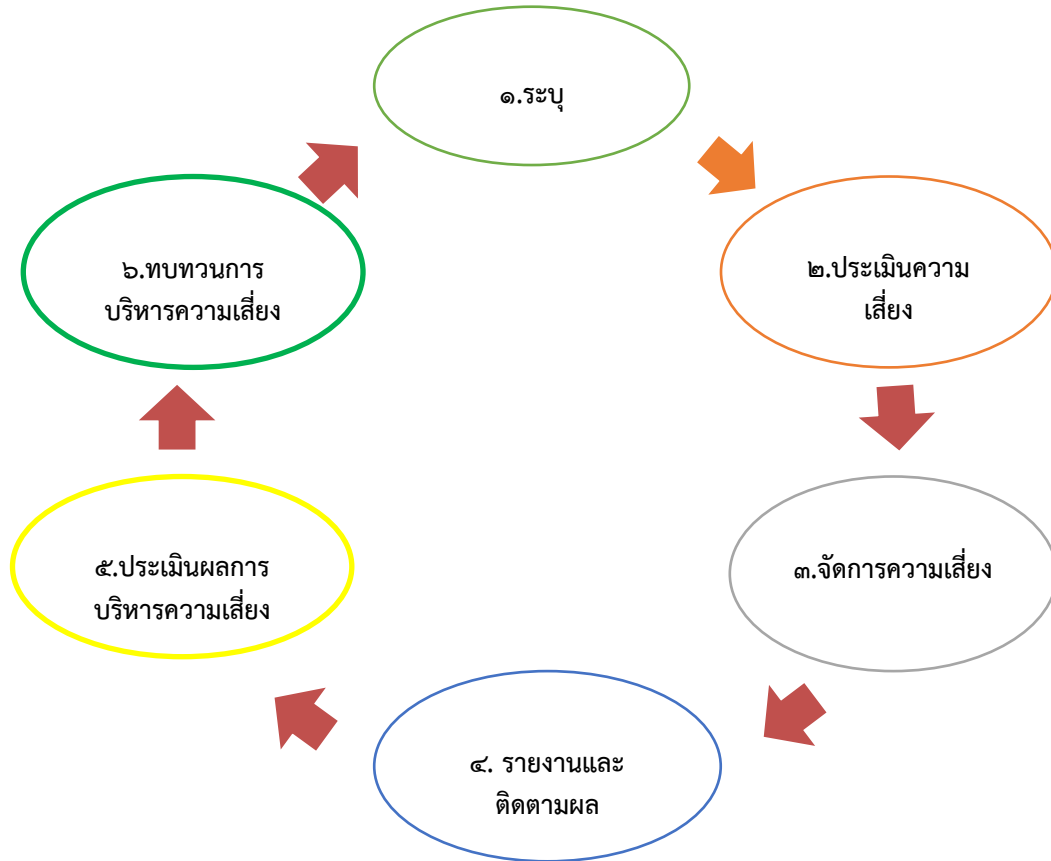 ๑.ระบุ
๒.ประเมินความ
เสี่ยง
๓.จัดการความเสี่ยง
๔. รายงานและ
ติดตามผล
๕.ประเมินผลการ
บริหารความเสี่ยง
๖.ทบทวนการ
บริหารความเสี่ยง